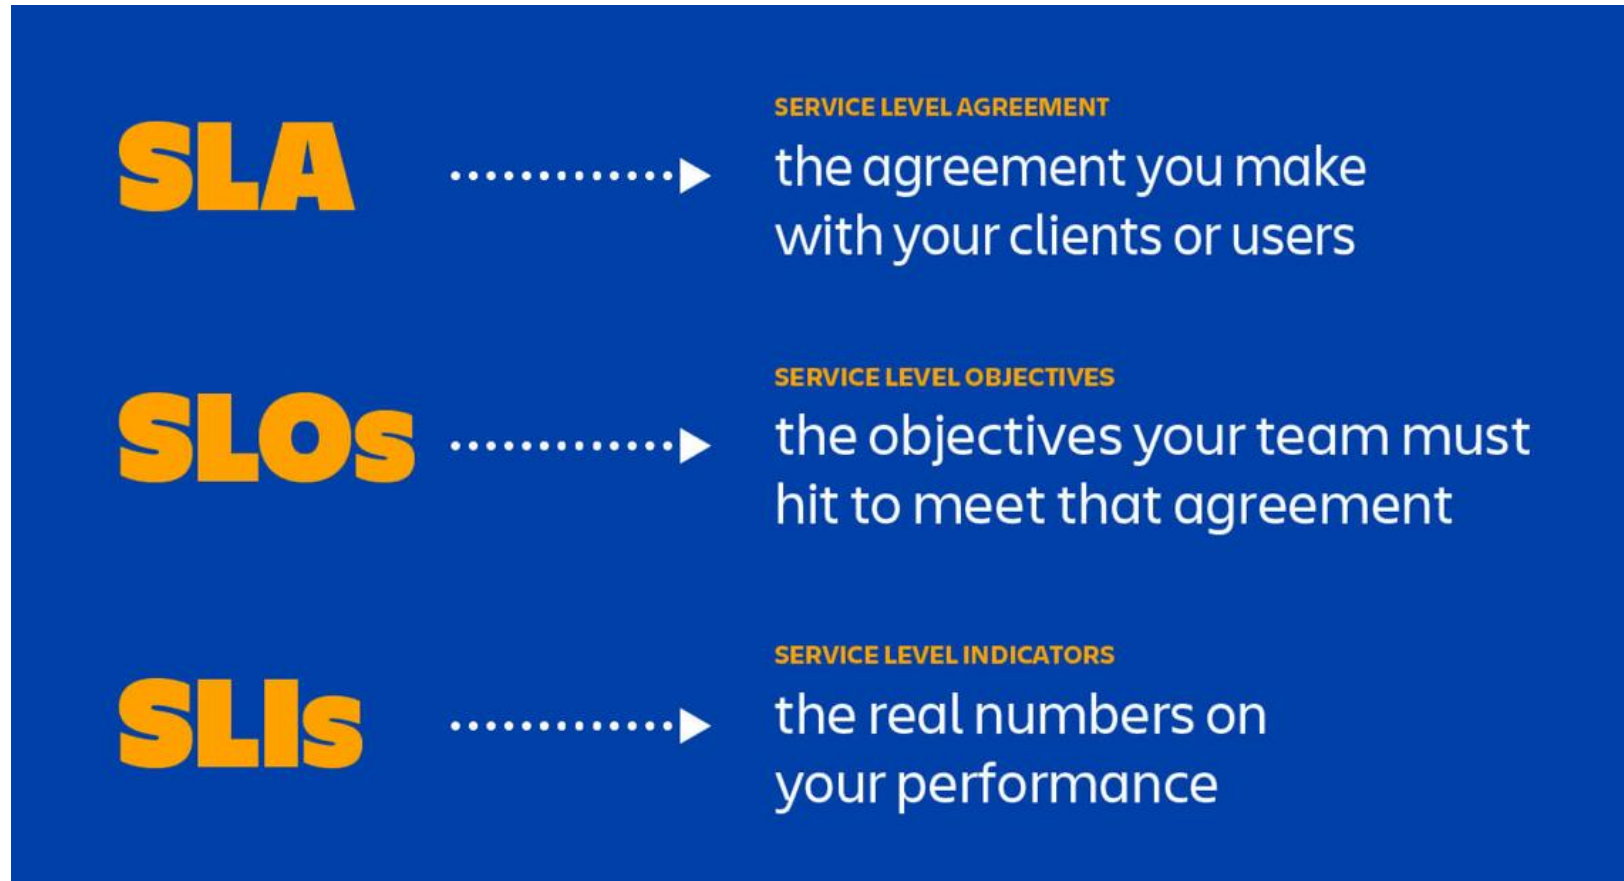 SLA
SERVICE LEVEL AGREEMENT
the agreement you make
with your clients or users
SLOs
SERVICE LEVEL OBJECTIVES
the objectives your team must
hit to meet that agreement
SLIs
SERVICE LEVEL INDICATORS
the real numbers on
your performance